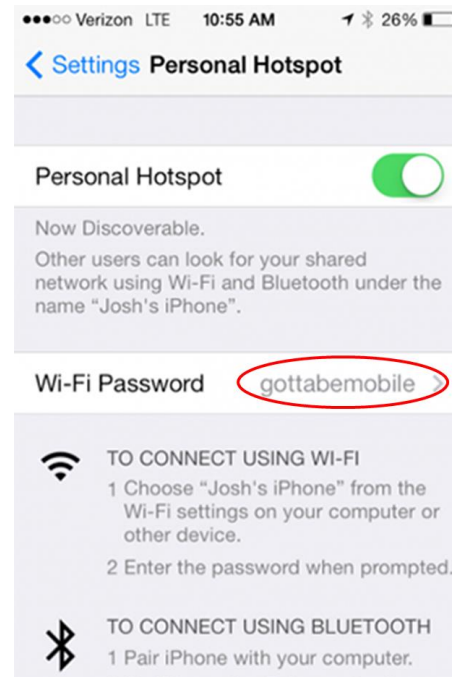 Verizon LTE 10:55 AM 26%
Settings Personal Hotspot
Personal Hotspot
Now Discoverable.
Other users can look for your shared
network using Wi-Fi and Bluetooth under the
name “Josh's iPhone”.
Wi-Fi Password gottabemobile
TO CONNECT USING WI-FI
1 Choose “Josh's iPhone” from the
Wi-Fi settings on your computer or
other device.
2 Enter the password when prompted.
TO CONNECT USING BLUETOOTH
1 Pair iPhone with your computer.